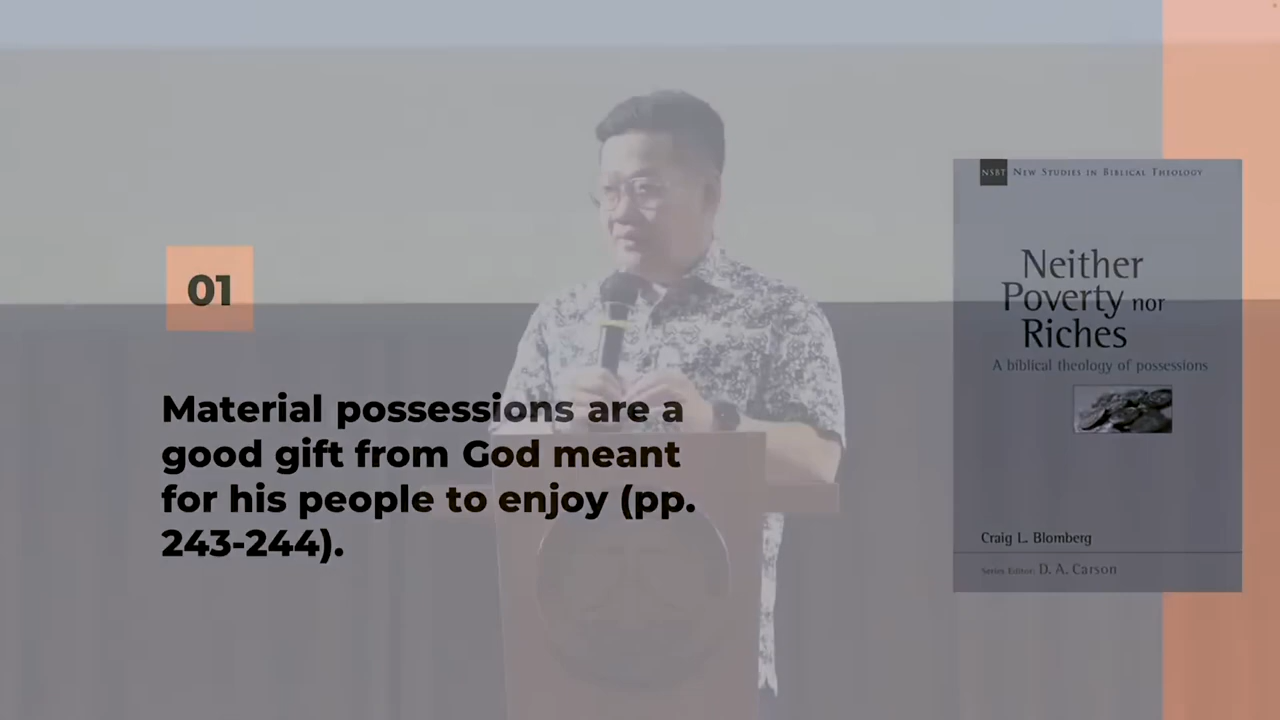 01
Material possessions are a
good gift from God meant
for his people to enjoy (pp.
243-244).
NSBT New Studies in Biblical Theology
Neither
Poverty nor
Riches
A biblical theology of possessions
Craig L. Blomberg
Series Editor: D. A. Carson